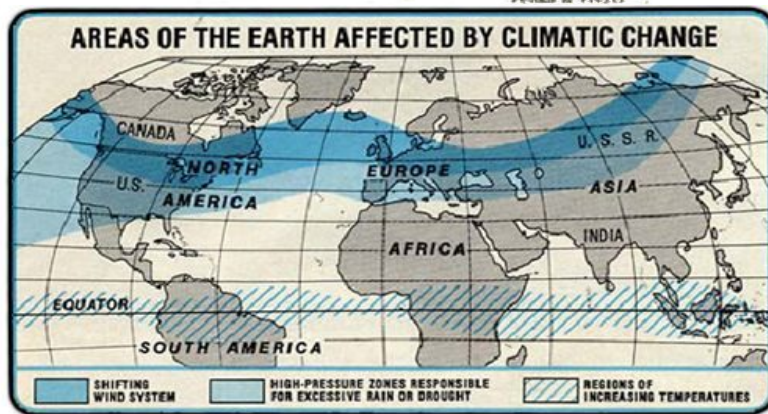 AREAS OF THE EARTH AFFECTED BY CLIMATIC CHANGE
CANADA
U. S. S. R.
NORTH
AMERICA
EUROPE
U.S.
ASIA
INDIA
AFRICA
EQUATOR
SOUTH AMERICA
SHIFTING
WIND SYSTEM
HIGH-PRESSURE ZONES RESPONSIBLE
FOR EXCESSIVE RAIN OR DROUGHT
REGIONS OF
INCREASING TEMPERATURES